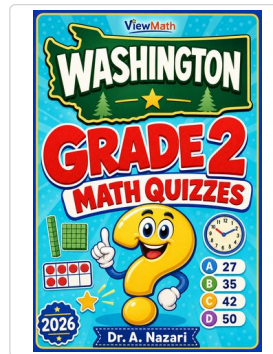 ViewMath
WASHINGTON
GRADE 2
MATH QUIZZES
A 27
B 35
C 42
D 50
2026
Dr. A. Nazari